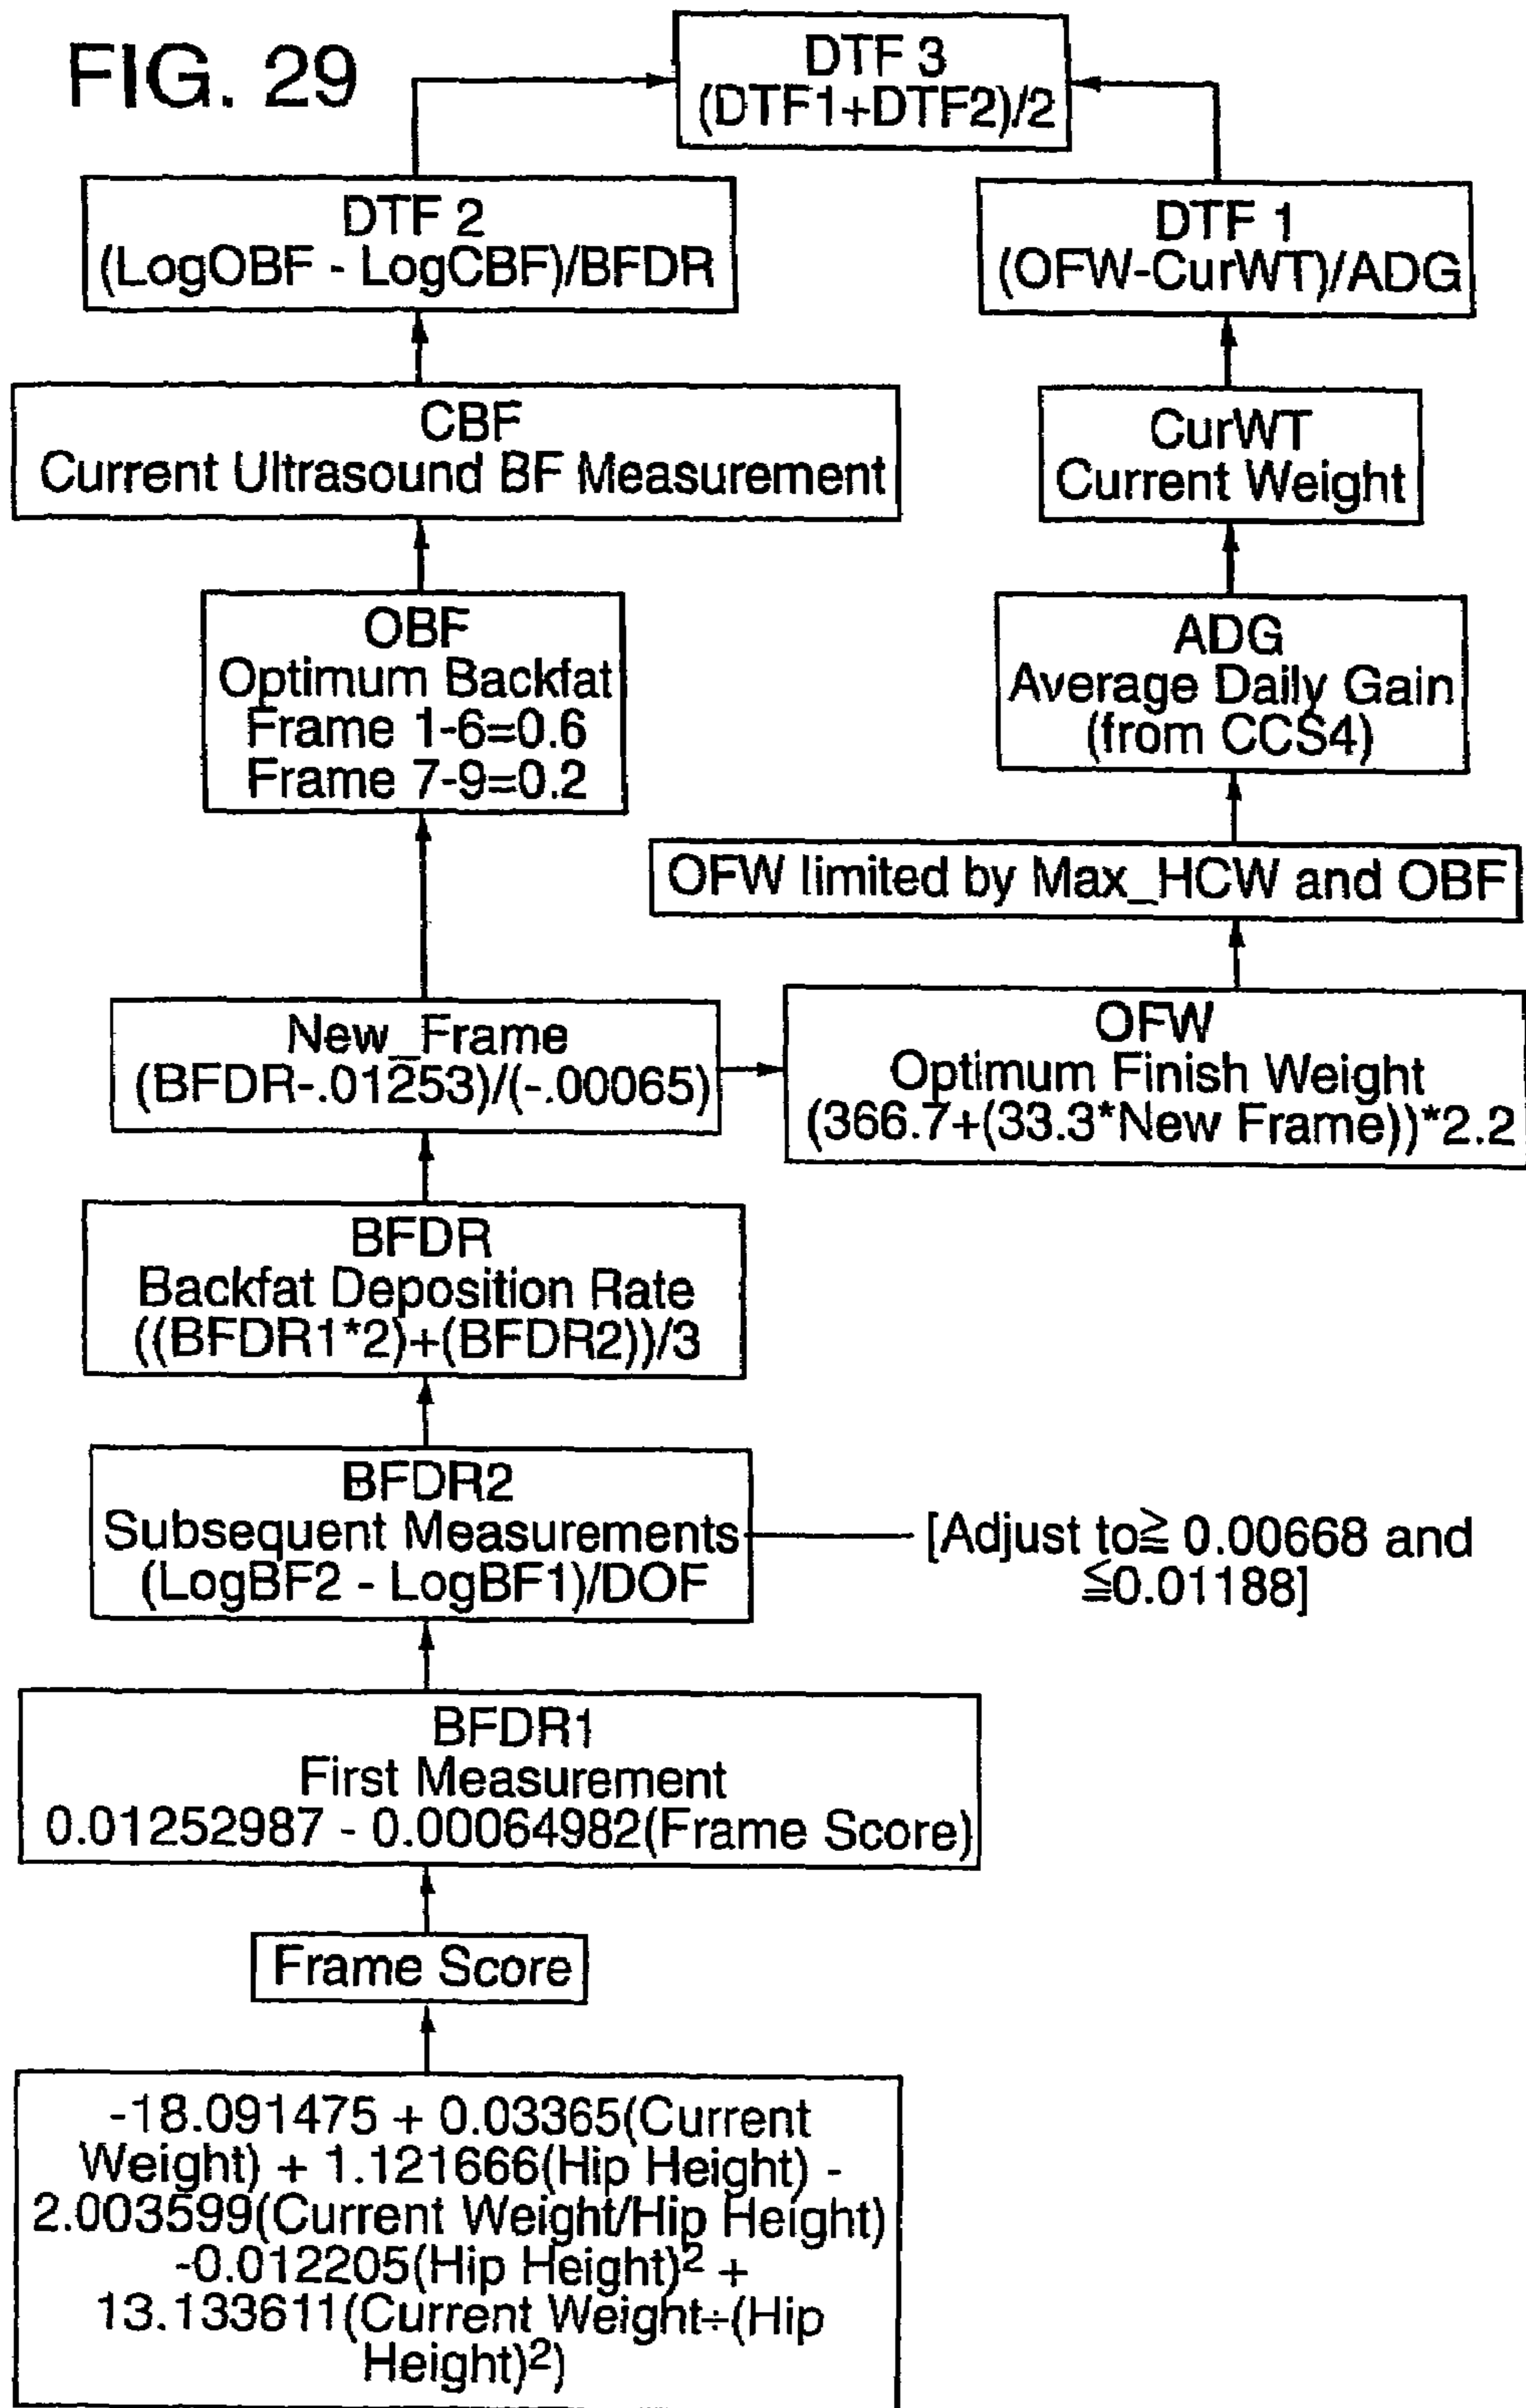 FIG. 29
DTF 3
(DTF1+DTF2)/2
DTF 2
(LogOBF - LogCBF)/BFDR
DTF 1
(OFW-CurWT)/ADG
CBF
Current Ultrasound BF Measurement
CurWT
Current Weight
OBF
Optimum Backfat
Frame 1-6=0.6
Frame 7-9=0.2
ADG
Average Daily Gain
(from CCS4)
OFW limited by Max_HCW and OBF
New_Frame
(BFDR-.01253)/(-.00065)
OFW
Optimum Finish Weight
(366.7+(33.3*New Frame))*2.2
BFDR
Backfat Deposition Rate
((BFDR1*2)+(BFDR2))/3
BFDR2
Subsequent Measurements
(LogBF2 - LogBF1)/DOF
[Adjust to≧ 0.00668 and
≦0.01188]
BFDR1
First Measurement
0.01252987 - 0.00064982(Frame Score)
Frame Score
-18.091475 + 0.03365(Current
Weight) + 1.121666(Hip Height) -
2.003599(Current Weight/Hip Height)
-0.012205(Hip Height)² +
13.133611(Current Weight÷(Hip
Height)²)